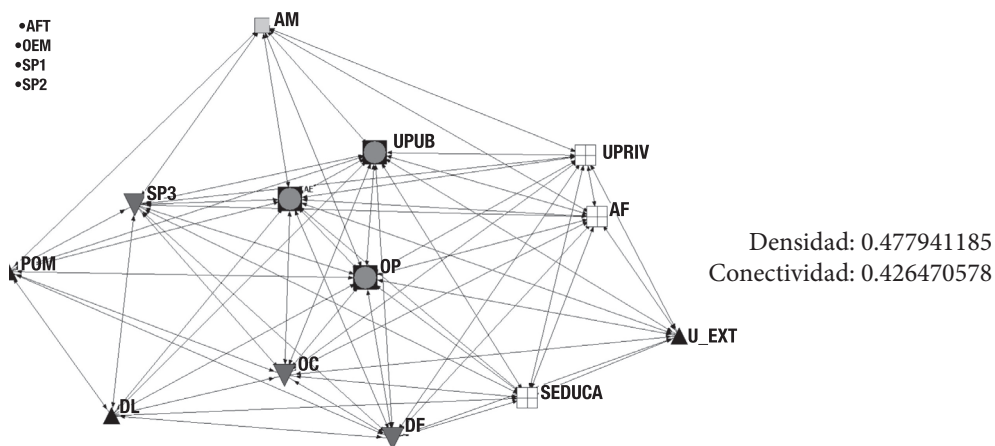 •AFT
•OEM
•SP1
•SP2
AM
UPUB
UPRIV
SP3
AE
AF
POM
OP
U_EXT
OC
SEDUCA
DL
DF
Densidad: 0.477941185
Conectividad: 0.426470578